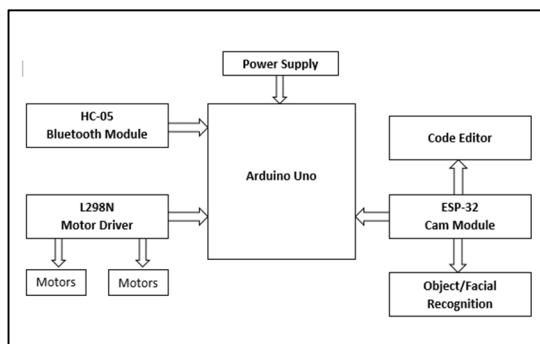 Power Supply
HC-05
Bluetooth Module
Arduino Uno
Code Editor
L298N
Motor Driver
ESP-32
Cam Module
Motors
Motors
Object/Facial
Recognition